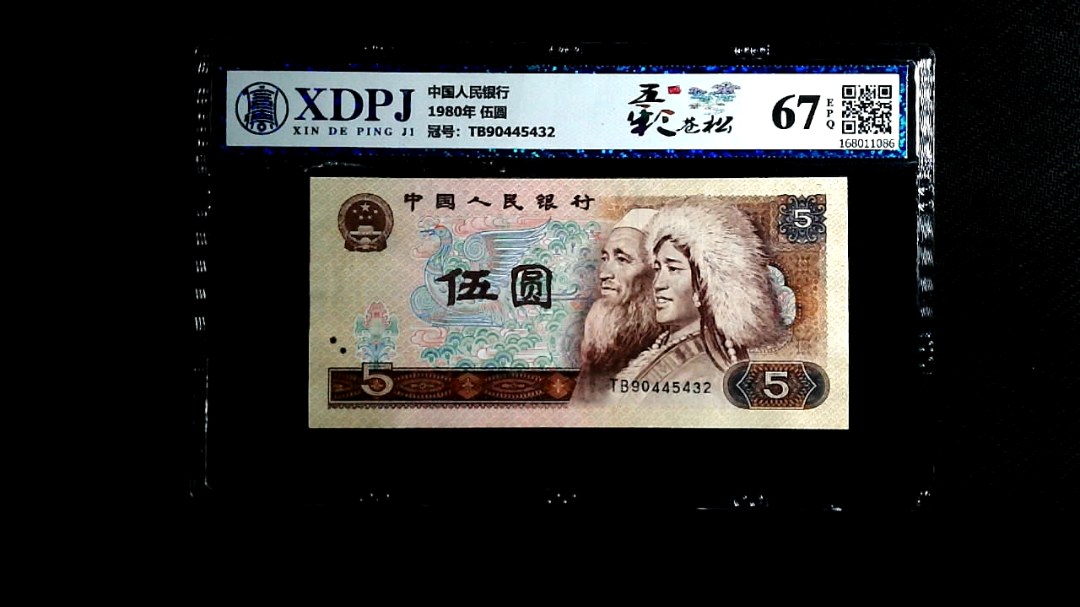 XDPJ
XIN DE PING JI
中国人民银行
1980年 伍圆
冠号：TB90445432
五彩苍松
67
EPQ
168011086
中国人民银行
5
伍圆
5
TB90445432
5